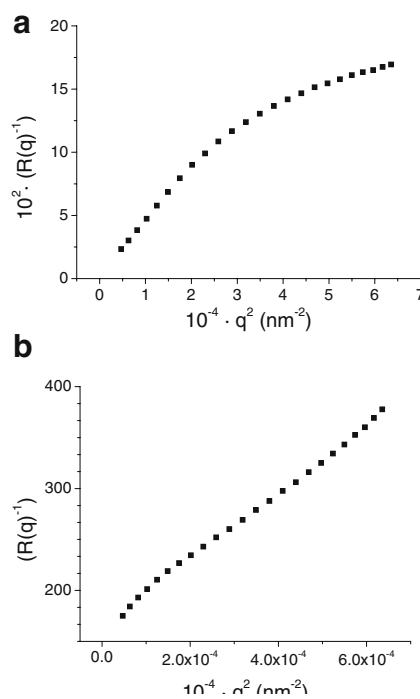 a
20
15
10
5
0
10²· (R(q)⁻¹)
0 1 2 3 4 5 6 7
10⁻⁴ · q² (nm⁻²)
b
400
300
200
(R(q)⁻¹)
0.0 2.0x10⁻⁴ 4.0x10⁻⁴ 6.0x10⁻⁴
10⁻⁴ · q² (nm⁻²)